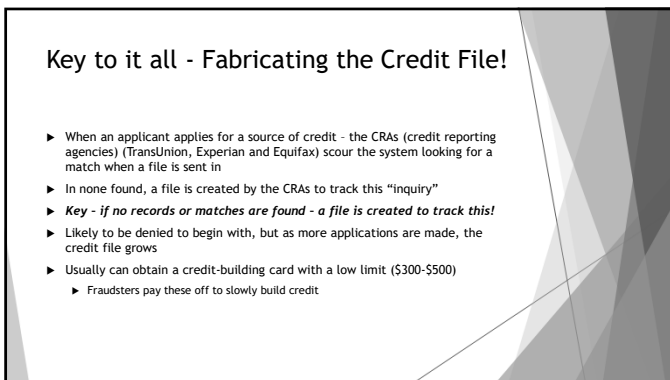 Key to it all - Fabricating the Credit File!
▶ When an applicant applies for a source of credit – the CRAs (credit reporting
agencies) (TransUnion, Experian and Equifax) scour the system looking for a
match when a file is sent in
▶ In none found, a file is created by the CRAs to track this “inquiry”
▶ Key – if no records or matches are found – a file is created to track this!
▶ Likely to be denied to begin with, but as more applications are made, the
credit file grows
▶ Usually can obtain a credit-building card with a low limit ($300-$500)
▶ Fraudsters pay these off to slowly build credit